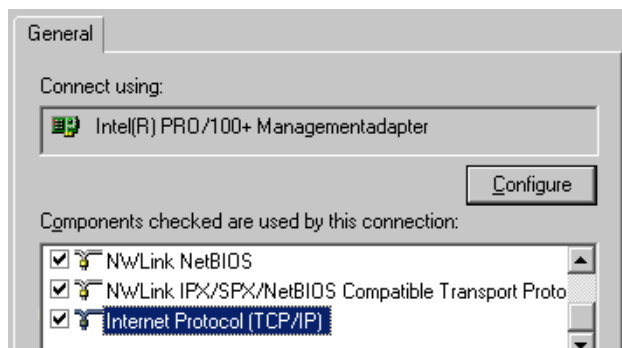 General
Connect using:
Intel(R) PRO/100+ Managementadapter
Configure
Components checked are used by this connection:
NWLink NetBIOS
NWLink IPX/SPX/NetBIOS Compatible Transport Proto
Internet Protocol (TCP/IP)